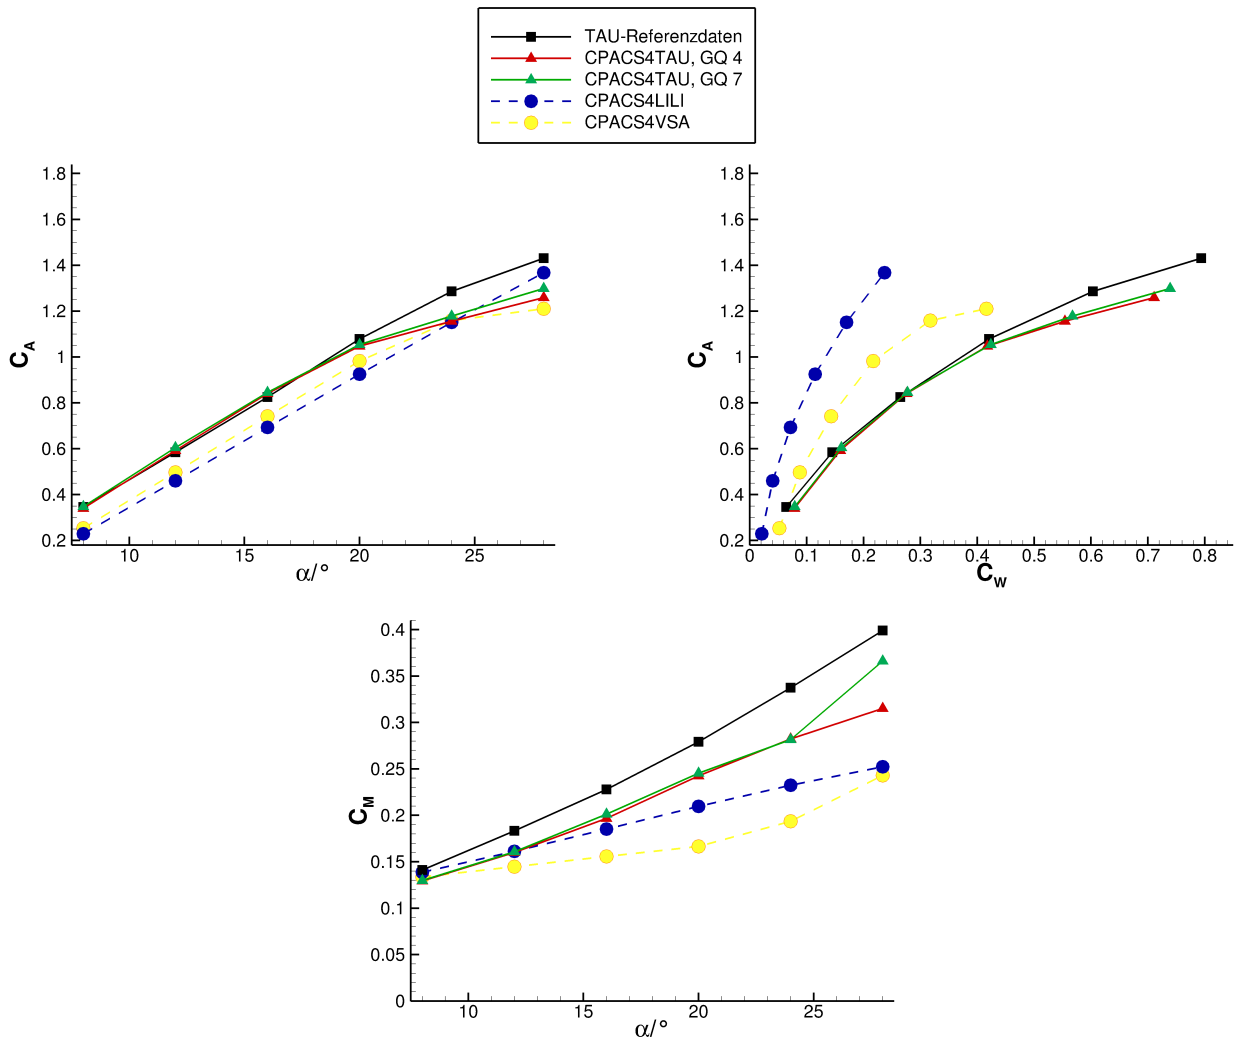 TAU-Referenzdaten
CPACS4TAU, GQ 4
CPACS4TAU, GQ 7
CPACS4LILI
CPACS4VSA
1.8
1.6
1.4
1.2
1
0.8
0.6
0.4
0.2
C_A
10 15 20 25
α/°
1.8
1.6
1.4
1.2
1
0.8
0.6
0.4
0.2
C_A
0 0.1 0.2 0.3 0.4 0.5 0.6 0.7 0.8
C_W
0.4
0.35
0.3
0.25
0.2
0.15
0.1
0.05
0
C_M
10 15 20 25
α/°